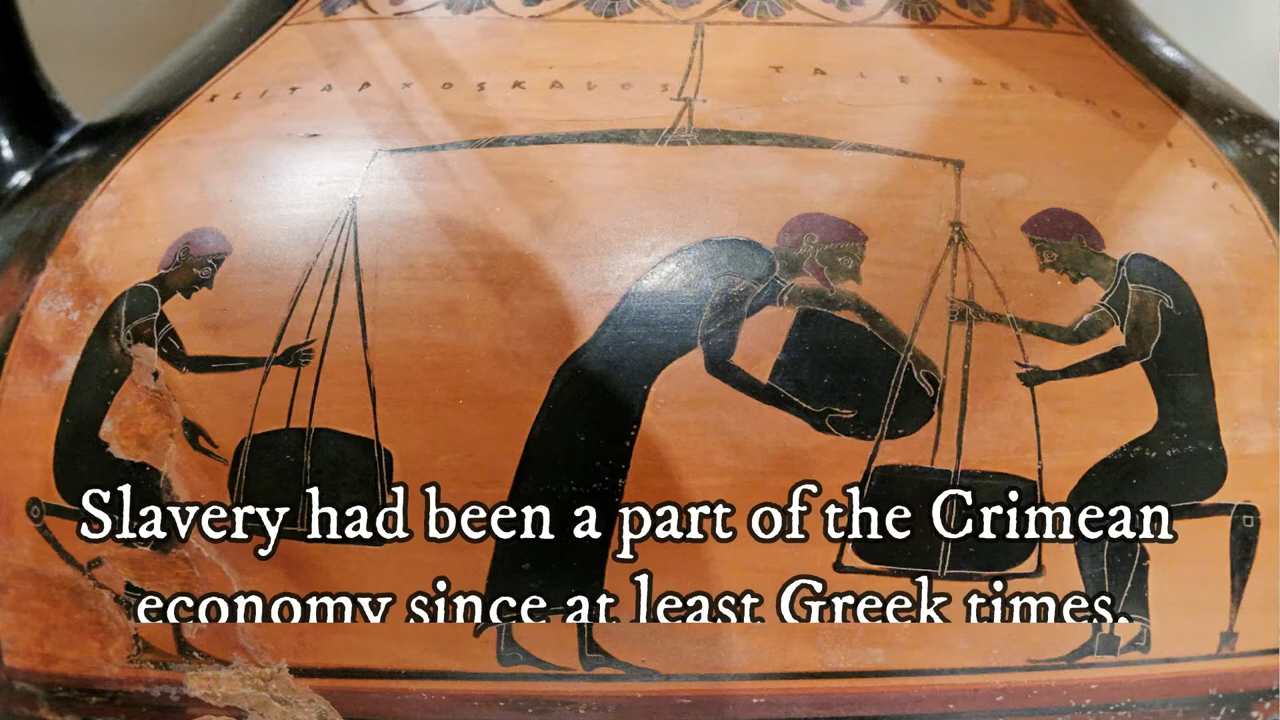 Slavery had been a part of the Crimean
economy since at least Greek times.